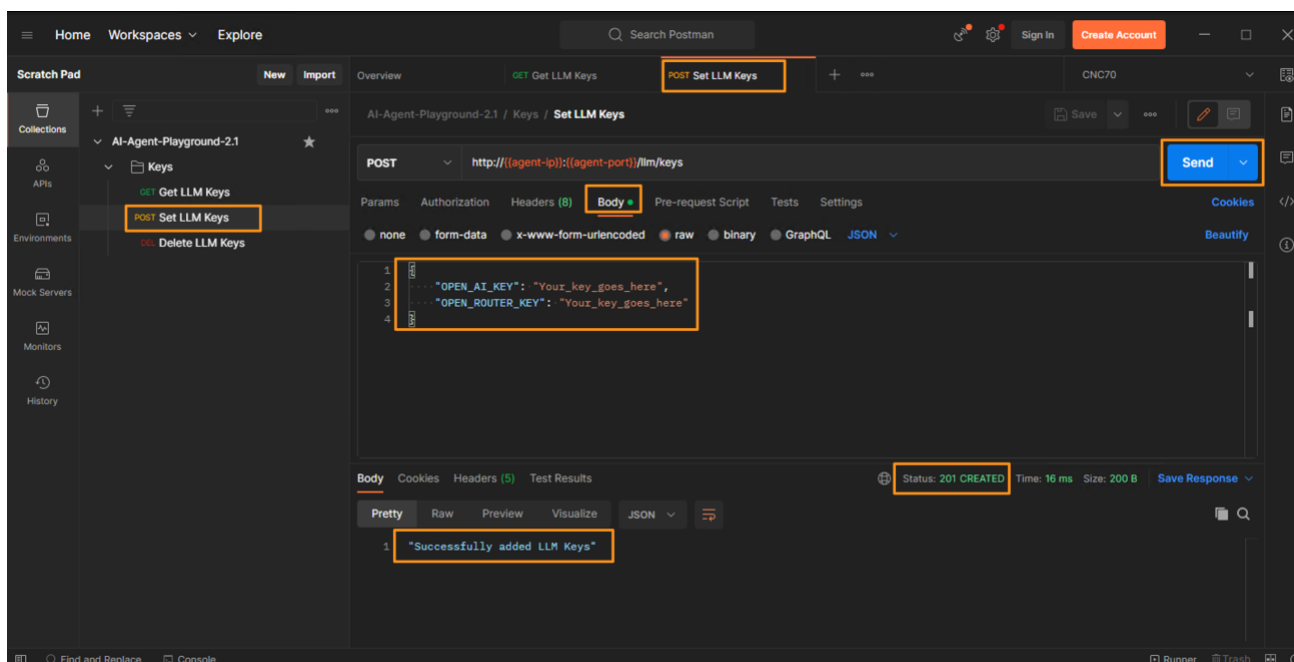 Home Workspaces Explore Search Postman Sign In Create Account
Scratch Pad New Import Overview GET Get LLM Keys POST Set LLM Keys CNC70
Collections
AI-Agent-Playground-2.1 / Keys / Set LLM Keys Save
AI-Agent-Playground-2.1
Keys
POST http://{{agent-ip}}:{{agent-port}}/llm/keys Send
APIs
GET Get LLM Keys
Params Authorization Headers (8) Body Pre-request Script Tests Settings Cookies
POST Set LLM Keys
Environments
none form-data x-www-form-urlencoded raw binary GraphQL JSON Beautify
DEL Delete LLM Keys
1 {
2 "OPEN_AI_KEY": "Your_key_goes_here",
3 "OPEN_ROUTER_KEY": "Your_key_goes_here"
4 }
Mock Servers
Monitors
History
Body Cookies Headers (5) Test Results Status: 201 CREATED Time: 16 ms Size: 200 B Save Response
Pretty Raw Preview Visualize JSON
1 "Successfully added LLM Keys"
Find and Replace Console Runner Trash